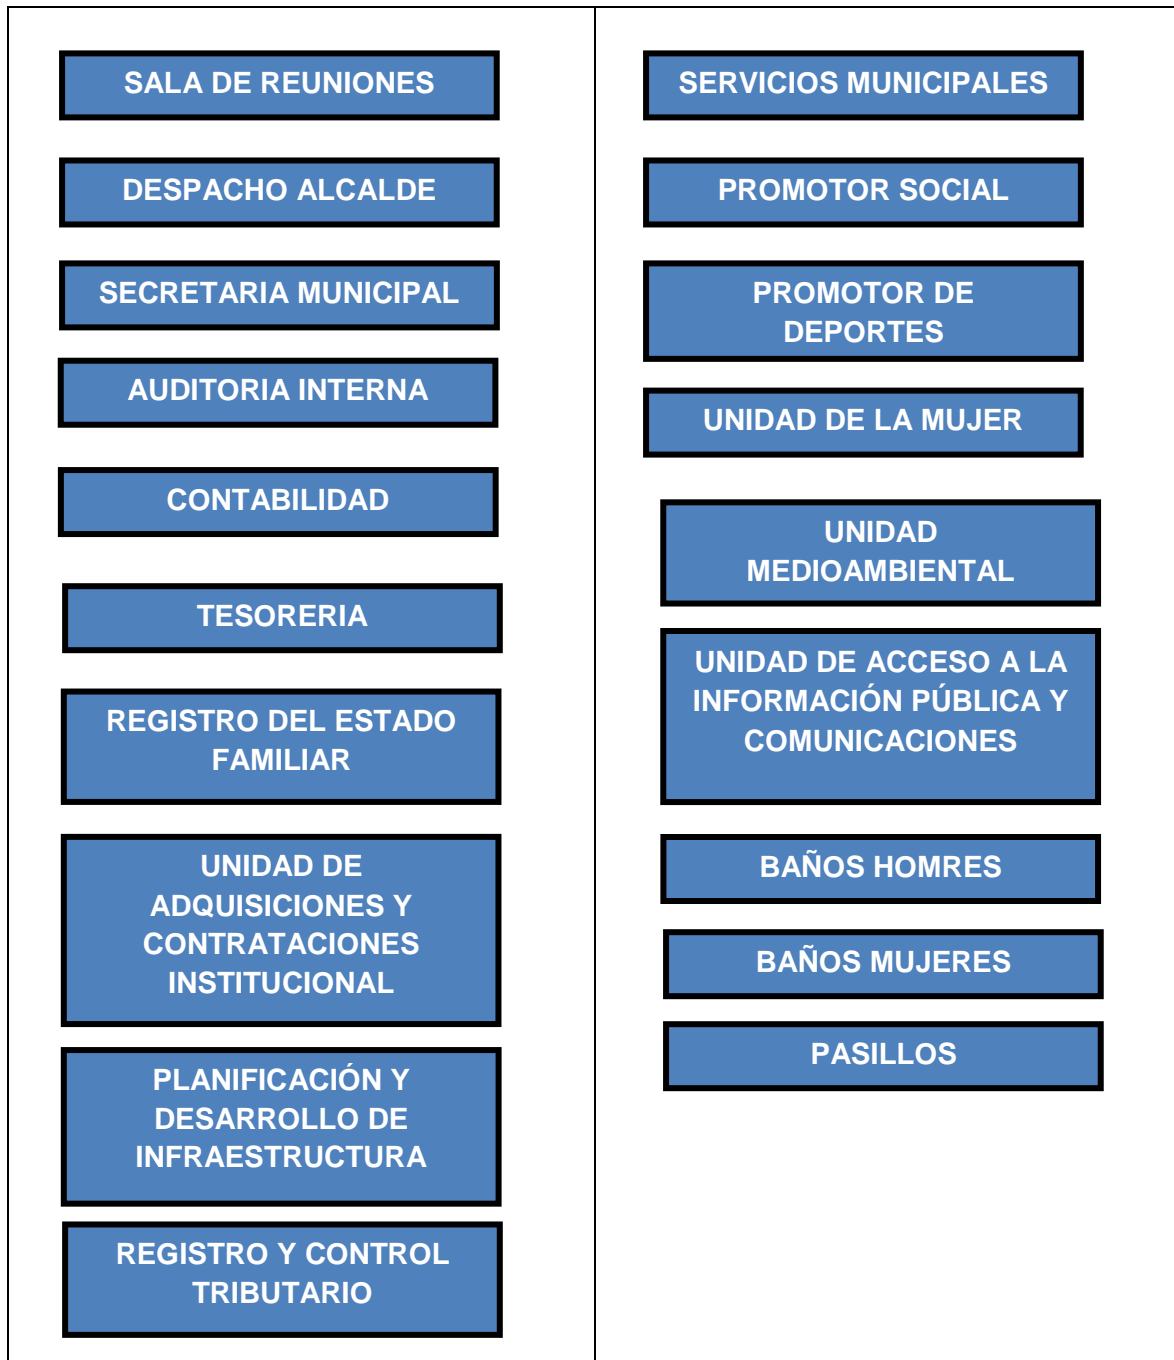 SALA DE REUNIONES
DESPACHO ALCALDE
SECRETARIA MUNICIPAL
AUDITORIA INTERNA
CONTABILIDAD
TESORERIA
REGISTRO DEL ESTADO
FAMILIAR
UNIDAD DE
ADQUISICIONES Y
CONTRATACIONES
INSTITUCIONAL
PLANIFICACIÓN Y
DESARROLLO DE
INFRAESTRUCTURA
REGISTRO Y CONTROL
TRIBUTARIO
SERVICIOS MUNICIPALES
PROMOTOR SOCIAL
PROMOTOR DE
DEPORTES
UNIDAD DE LA MUJER
UNIDAD
MEDIOAMBIENTAL
UNIDAD DE ACCESO A LA
INFORMACIÓN PÚBLICA Y
COMUNICACIONES
BAÑOS HOMRES
BAÑOS MUJERES
PASILLOS